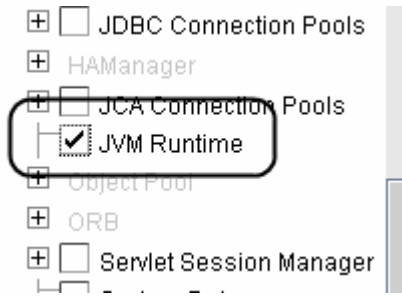 JDBC Connection Pools
HAManager
JCA Connection Pools
JVM Runtime
Object Pool
ORB
Servlet Session Manager